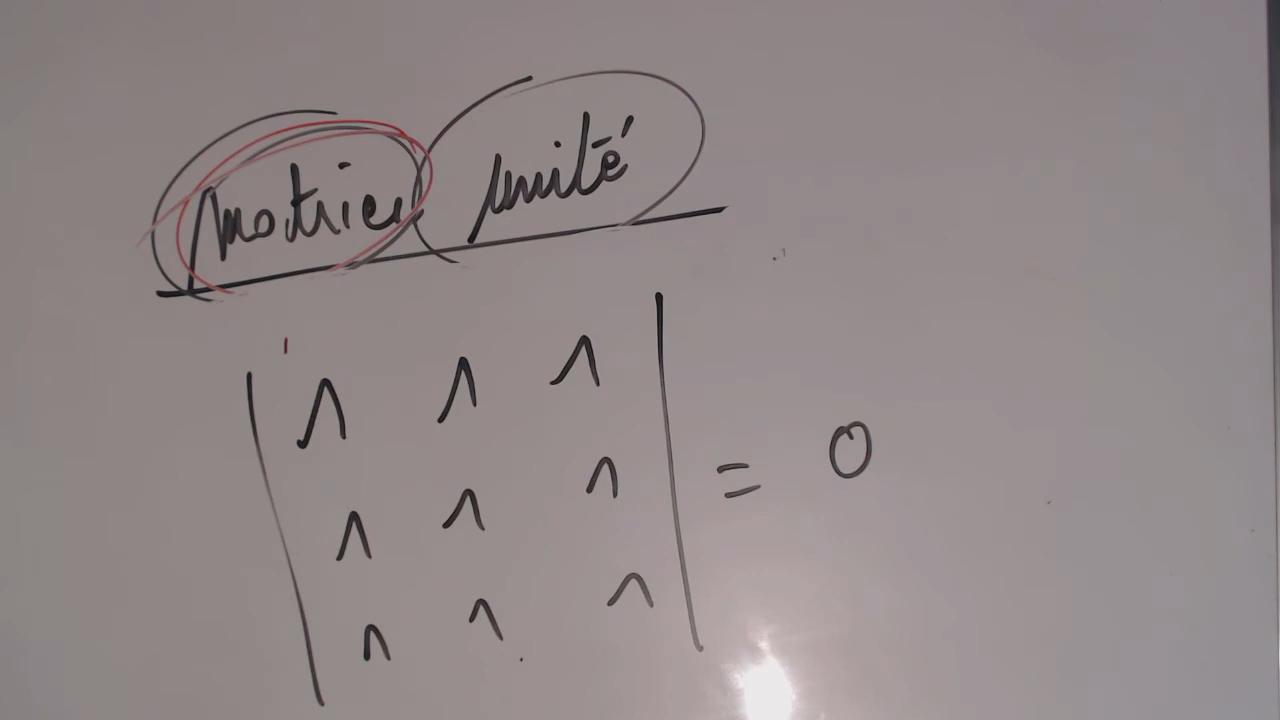 Matrice unité
| 1 1 1 |
| 1 1 1 | = 0
| 1 1 1 |